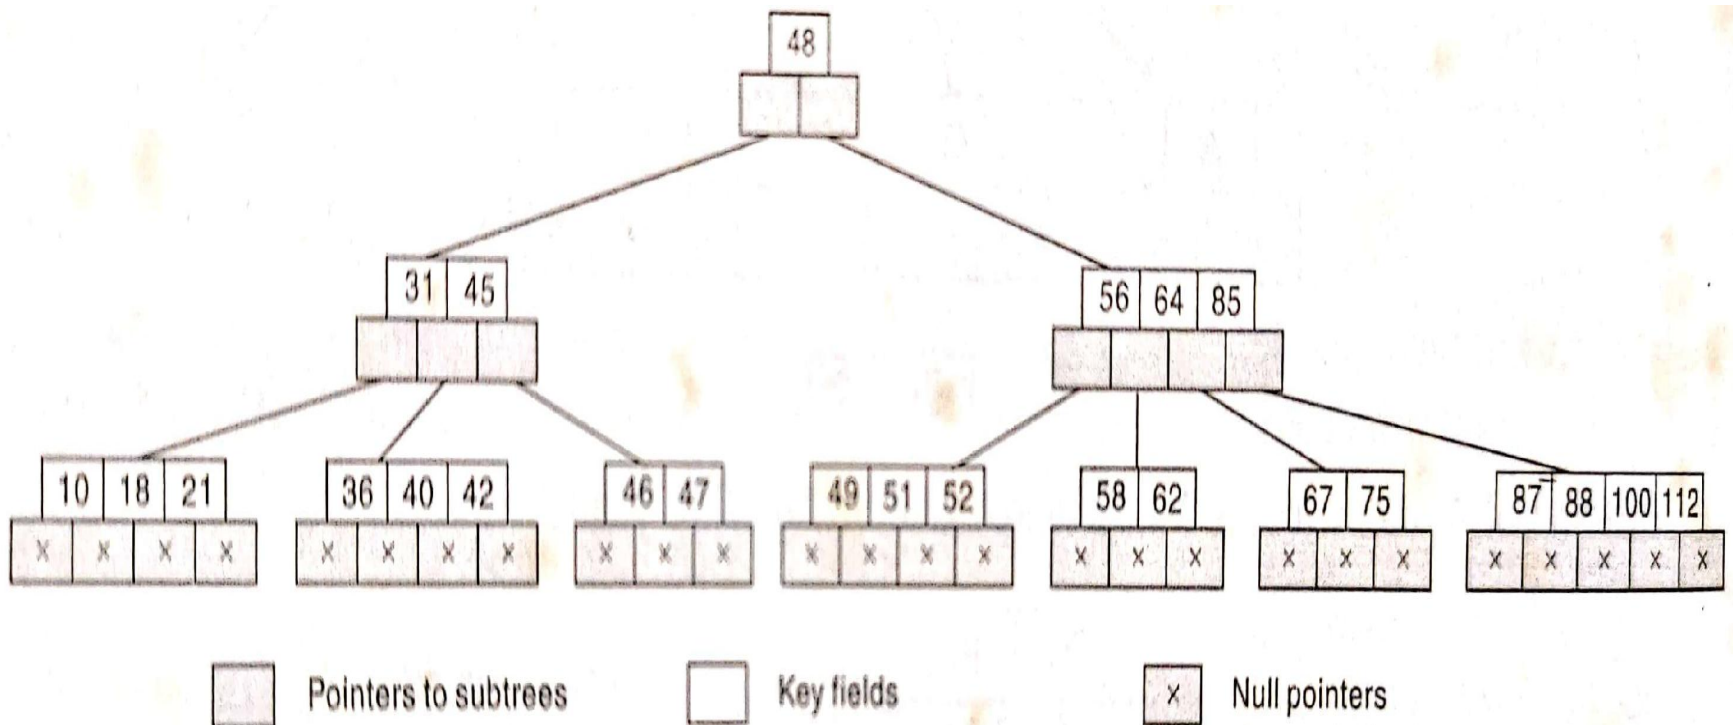 48
31 45
56 64 85
10 18 21
36 40 42
46 47
49 51 52
58 62
67 75
87 88 100 112
x x x x
x x x x
x x x
x x x x
x x x
x x x
x x x x x
Pointers to subtrees
Key fields
x Null pointers